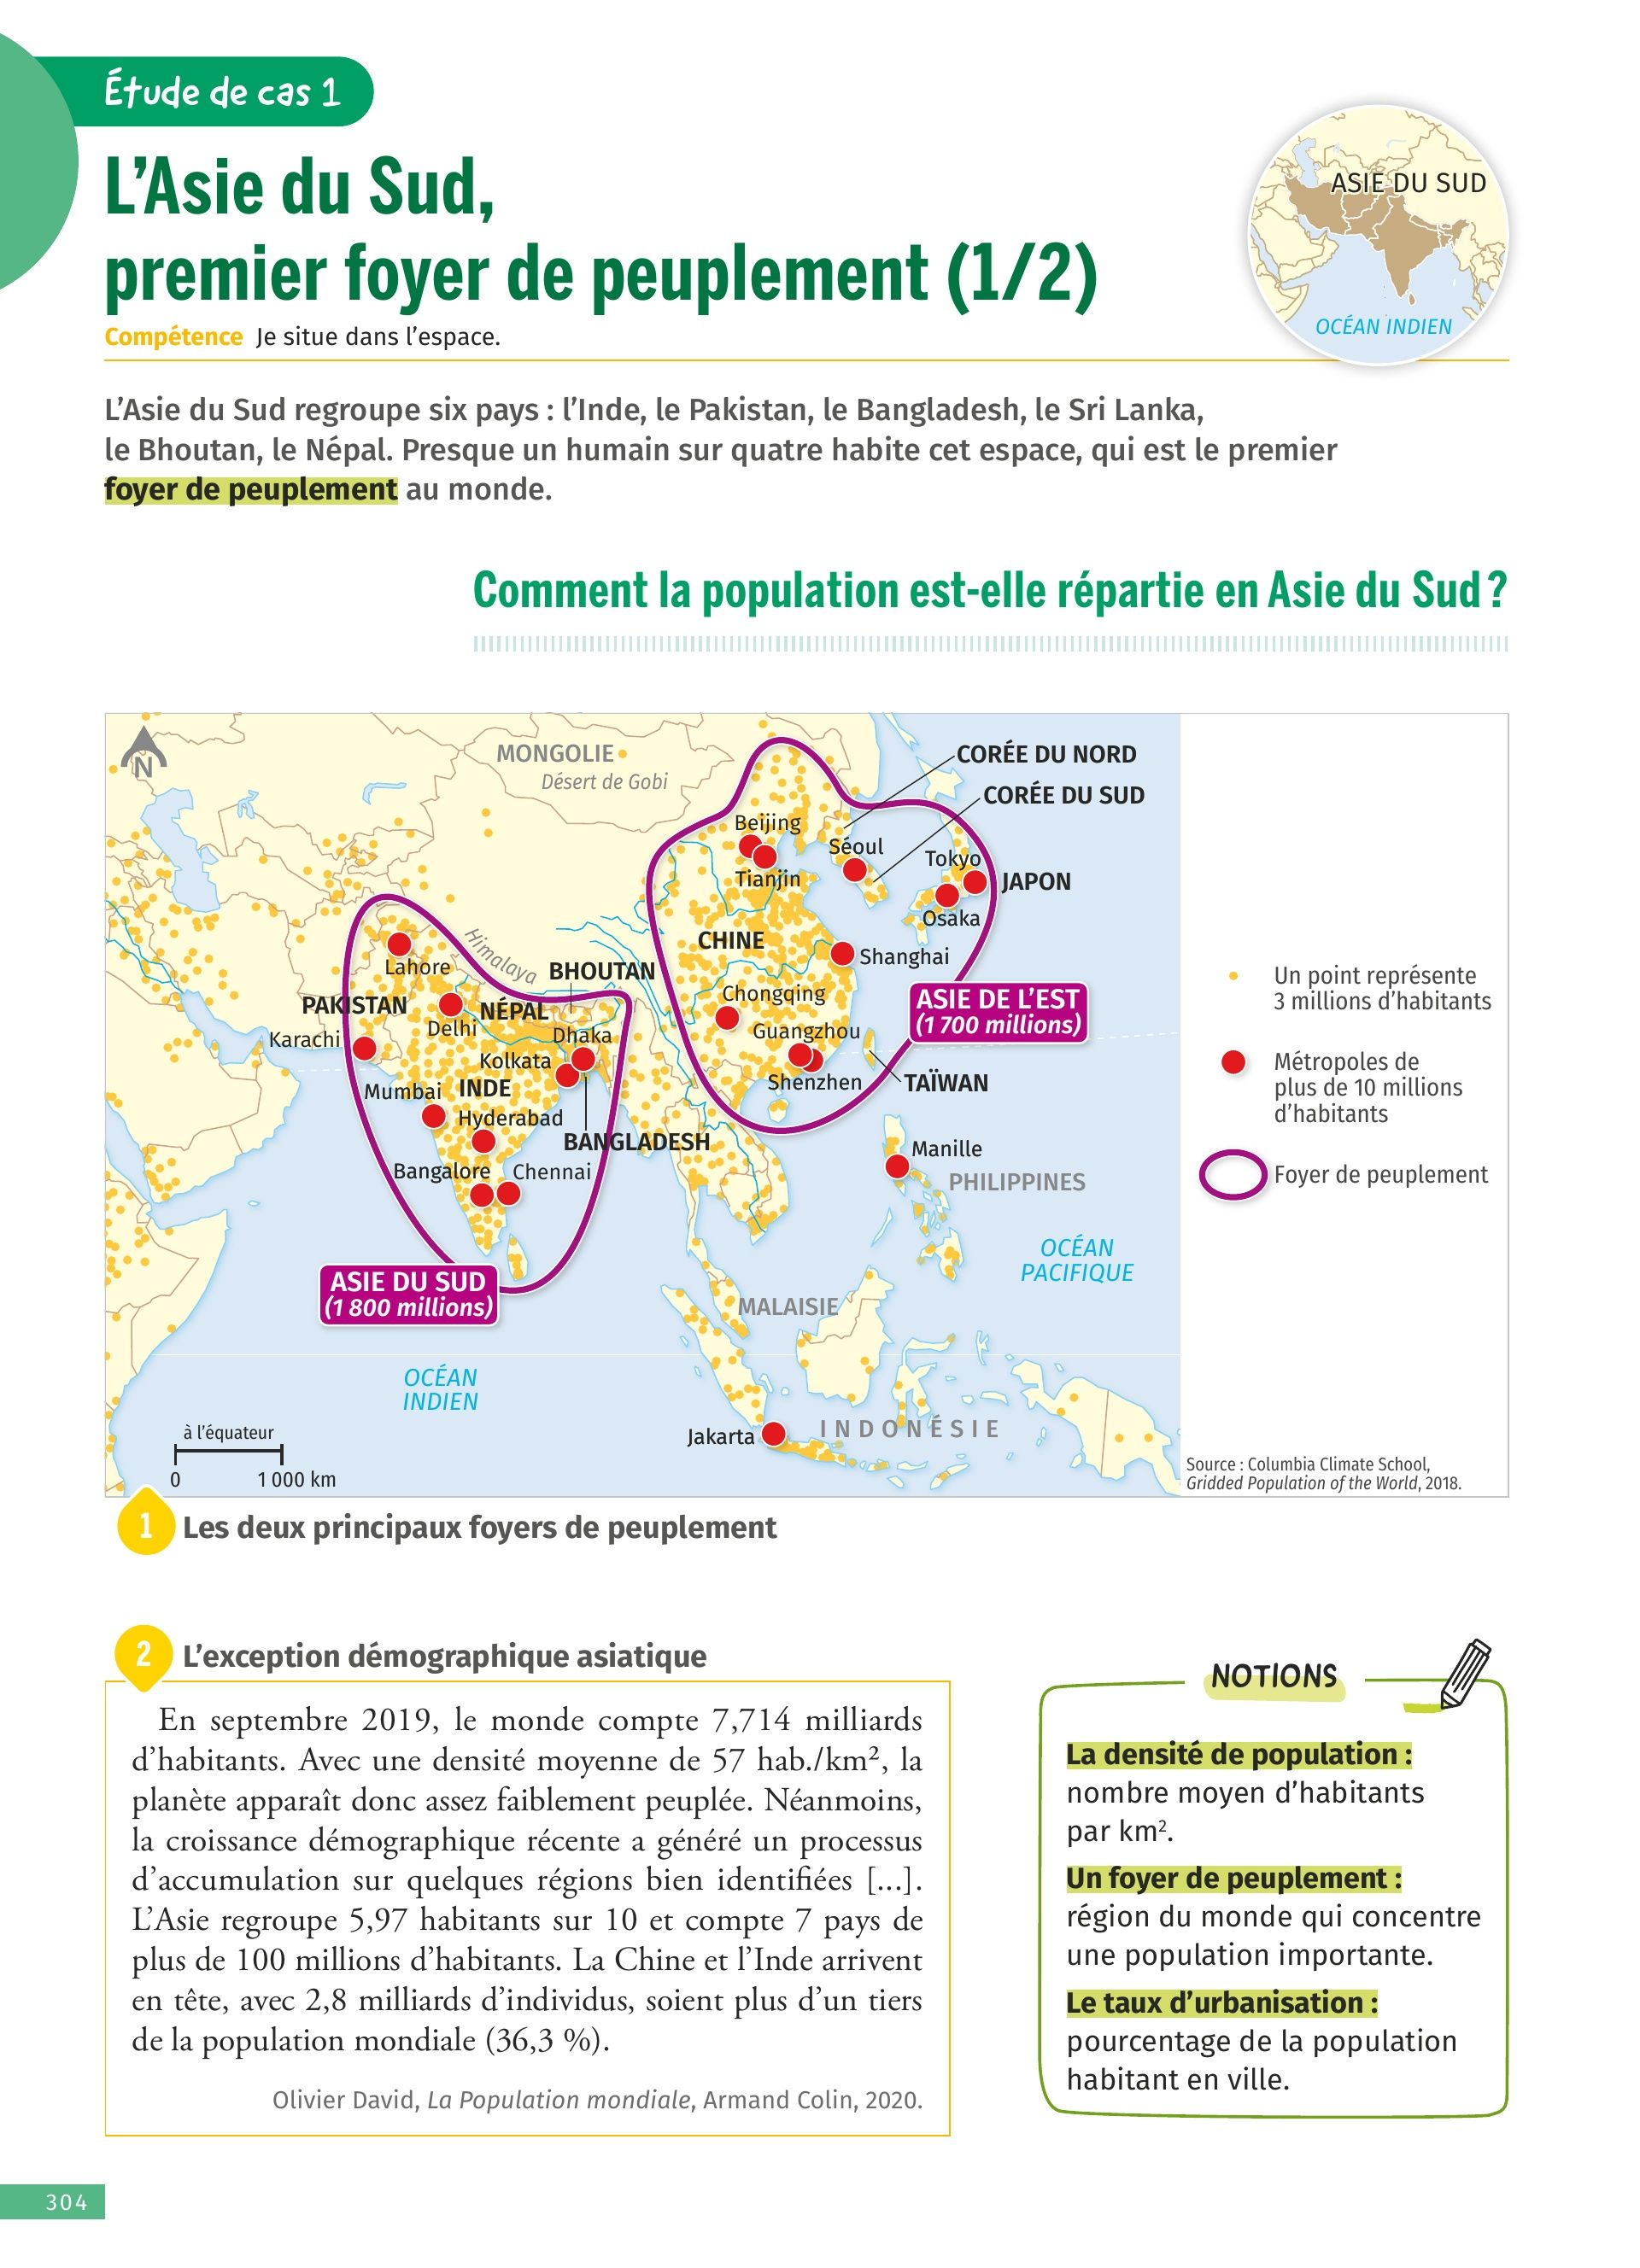 Étude de cas 1
L’Asie du Sud,
premier foyer de peuplement (1/2)
Compétence Je situe dans l’espace.
ASIE DU SUD
OCÉAN INDIEN
L’Asie du Sud regroupe six pays : l’Inde, le Pakistan, le Bangladesh, le Sri Lanka,
le Bhoutan, le Népal. Presque un humain sur quatre habite cet espace, qui est le premier
foyer de peuplement au monde.
Comment la population est-elle répartie en Asie du Sud ?
N
MONGOLIE
Désert de Gobi
CORÉE DU NORD
CORÉE DU SUD
Beijing
Séoul
Tianjin
Tokyo
JAPON
Osaka
CHINE
Shanghai
Himalaya
Lahore
BHOUTAN
Chongqing
ASIE DE L’EST
(1 700 millions)
PAKISTAN
NÉPAL
Delhi
Dhaka
Guangzhou
Karachi
Kolkata
Shenzhen
TAÏWAN
Mumbai
INDE
Hyderabad
BANGLADESH
Manille
Bangalore
Chennai
PHILIPPINES
OCÉAN
PACIFIQUE
ASIE DU SUD
(1 800 millions)
MALAISIE
OCÉAN
INDIEN
Jakarta
INDONÉSIE
à l’équateur
0 1 000 km
Un point représente
3 millions d’habitants
Métropoles de
plus de 10 millions
d’habitants
Foyer de peuplement
Source : Columbia Climate School,
Gridded Population of the World, 2018.
1 Les deux principaux foyers de peuplement
2 L’exception démographique asiatique
En septembre 2019, le monde compte 7,714 milliards
d’habitants. Avec une densité moyenne de 57 hab./km², la
planète apparaît donc assez faiblement peuplée. Néanmoins,
la croissance démographique récente a généré un processus
d’accumulation sur quelques régions bien identifiées [...].
L’Asie regroupe 5,97 habitants sur 10 et compte 7 pays de
plus de 100 millions d’habitants. La Chine et l’Inde arrivent
en tête, avec 2,8 milliards d’individus, soient plus d’un tiers
de la population mondiale (36,3 %).
Olivier David, La Population mondiale, Armand Colin, 2020.
NOTIONS
La densité de population :
nombre moyen d’habitants
par km².
Un foyer de peuplement :
région du monde qui concentre
une population importante.
Le taux d’urbanisation :
pourcentage de la population
habitant en ville.
304